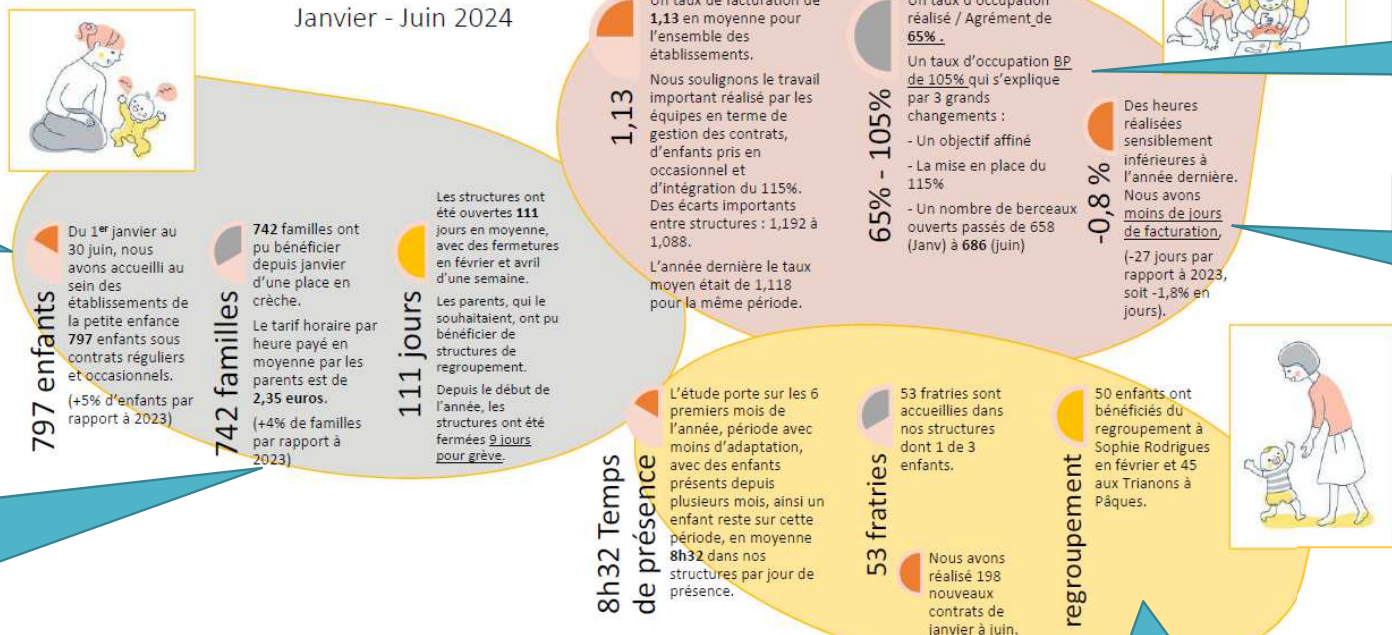 Janvier - Juin 2024
797 enfants
Du 1er janvier au
30 juin, nous
avons accueilli au
sein des
établissements de
la petite enfance
797 enfants sous
contrats réguliers
et occasionnels.
(+5% d'enfants par
rapport à 2023)
742 familles
742 familles ont
pu bénéficier
depuis janvier
d'une place en
crèche.
Le tarif horaire par
heure payé en
moyenne par les
parents est de
2,35 euros.
(+4% de familles
par rapport à
2023)
111 jours
Les structures ont
été ouvertes 111
jours en moyenne,
avec des fermetures
en février et avril
d'une semaine.
Les parents, qui le
souhaitaient, ont pu
bénéficier de
structures de
regroupement.
Depuis le début de
l'année, les
structures ont été
fermées 9 jours
pour grève.
1,13
Un taux de facturation de
1,13 en moyenne pour
l'ensemble des
établissements.
Nous soulignons le travail
important réalisé par les
équipes en terme de
gestion des contrats,
d'enfants pris en
occasionnel et
d'intégration du 115%.
Des écarts importants
entre structures : 1,192 à
1,088.
L'année dernière le taux
moyen était de 1,118
pour la même période.
65% - 105%
Un taux d'occupation
réalisé / Agrément de
65% .
Un taux d'occupation BP
de 105% qui s'explique
par 3 grands
changements :
- Un objectif affiné
- La mise en place du
115%
- Un nombre de berceaux
ouverts passés de 658
(Janv) à 686 (juin)
-0,8 %
Des heures
réalisées
sensiblement
inférieures à
l'année dernière.
Nous avons
moins de jours
de facturation,
(-27 jours par
rapport à 2023,
soit -1,8% en
jours).
8h32 Temps
de présence
L'étude porte sur les 6
premiers mois de
l'année, période avec
moins d'adaptation,
avec des enfants
présents depuis
plusieurs mois, ainsi un
enfant reste sur cette
période, en moyenne
8h32 dans nos
structures par jour de
présence.
53 fratries
53 fratries sont
accueillies dans
nos structures
dont 1 de 3
enfants.
Nous avons
réalisé 198
nouveaux
contrats de
janvier à juin.
regroupement
50 enfants ont
bénéficiés du
regroupement à
Sophie Rodrigues
en février et 45
aux Trianons à
Pâques.